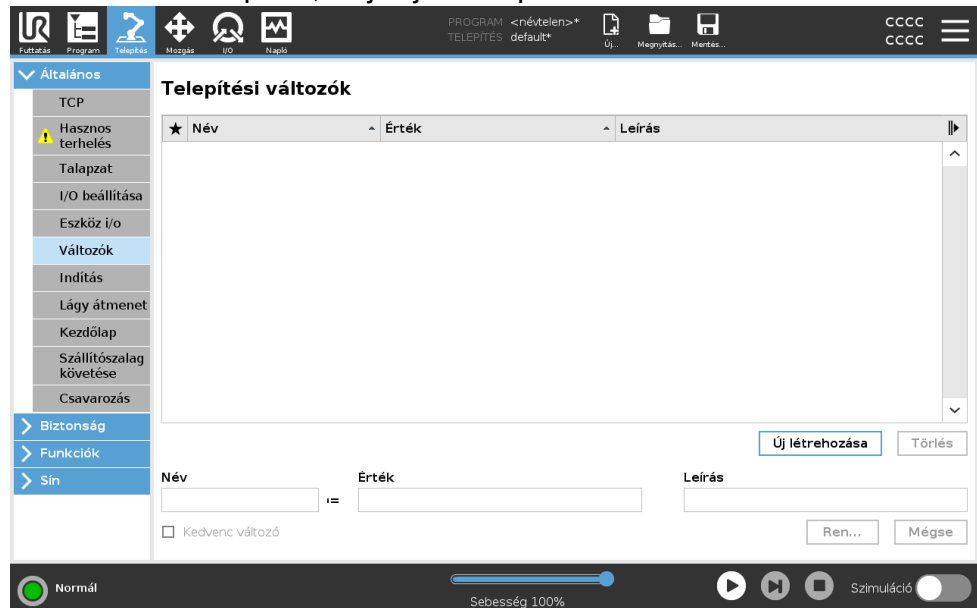 UR
PROGRAM <névtelen>*
TELEPÍTÉS default*
CCCC
CCCC
Futtatás Program Telepítés Mozgás I/O Napló Új... Megnyitás... Mentés...
Általános
TCP
Hasznos
terhelés
Talapzat
I/O beállítása
Eszköz i/o
Változók
Indítás
Lágy átmenet
Kezdőlap
Szállítószalag
követése
Csavarozás
Biztonság
Funkciók
Sín
Telepítési változók
Név Érték Leírás
Új létrehozása Törlés
Név Érték Leírás
:=
Kedvenc változó Ren... Mégse
Normál
Sebesség 100%
Szimuláció